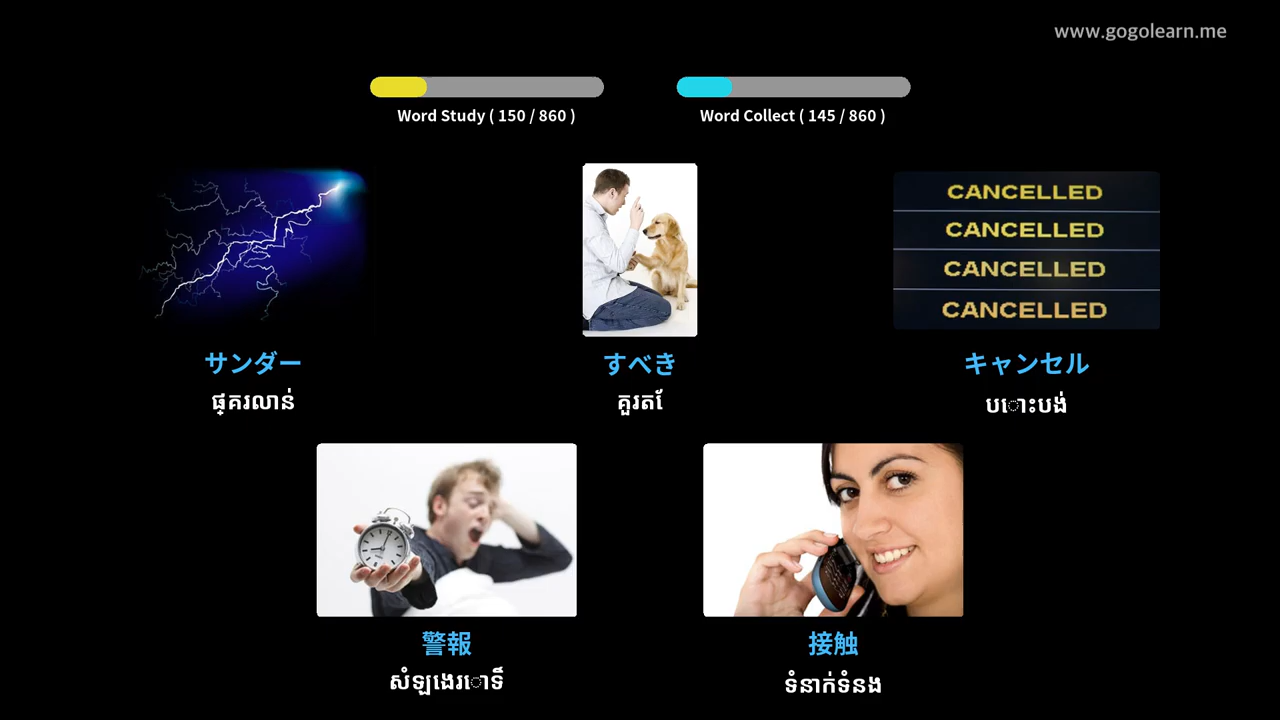 www.gogolearn.me
Word Study ( 150 / 860 )
Word Collect ( 145 / 860 )
CANCELLED
CANCELLED
CANCELLED
CANCELLED
サンダー
すべき
キャンセル
ផ្គរលាន់
គួរតែ
បោះបង់
警報
接触
សំឡេងរោទិ៍
ទំនាក់ទំនង